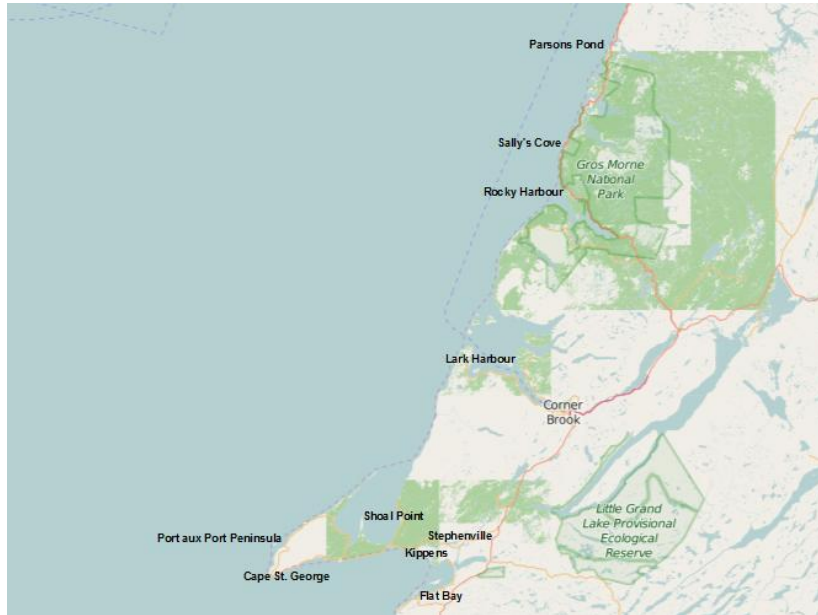 Parsons Pond
Sally's Cove
Gros Morne
National
Park
Rocky Harbour
Lark Harbour
Corner
Brook
Shoal Point
Little Grand
Lake Provisional
Ecological
Reserve
Port aux Port Peninsula
Stephenville
Kippens
Cape St. George
Flat Bay